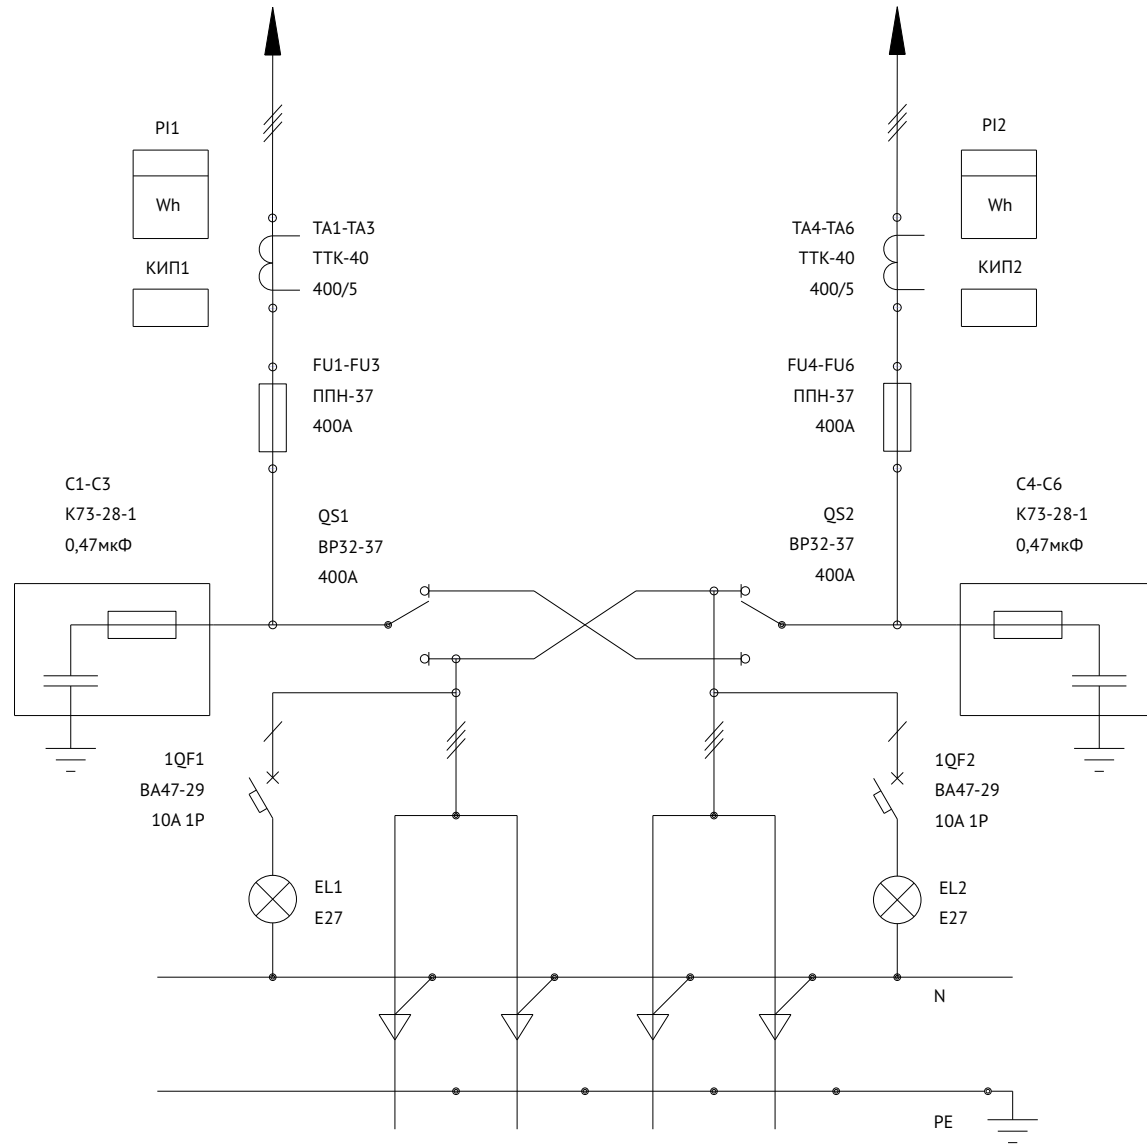 PI1
Wh
КИП1
TA1-TA3
ТТК-40
400/5
FU1-FU3
ППН-37
400А
C1-C3
К73-28-1
0,47мкФ
QS1
ВР32-37
400А
PI2
Wh
КИП2
TA4-TA6
ТТК-40
400/5
FU4-FU6
ППН-37
400А
QS2
ВР32-37
400А
C4-C6
К73-28-1
0,47мкФ
1QF1
ВА47-29
10А 1Р
EL1
E27
1QF2
ВА47-29
10А 1Р
EL2
E27
N
PE